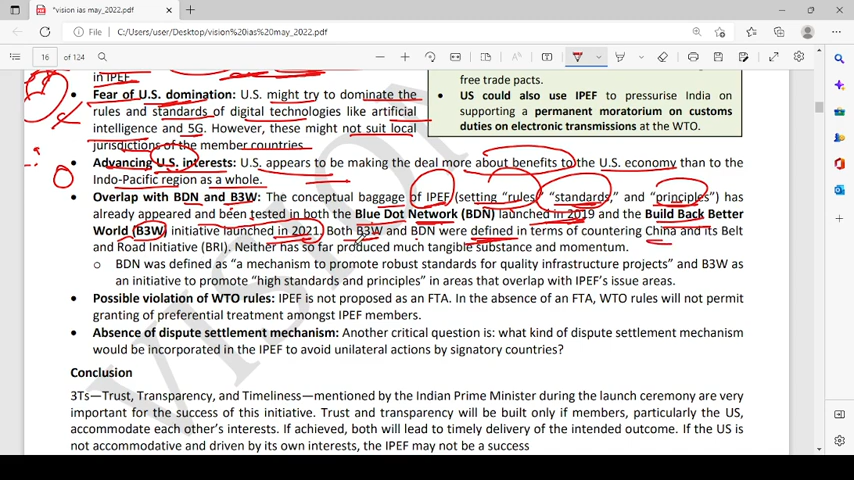 *vision ias may_2022.pdf
File | C:/Users/user/Desktop/vision%20ias%20may_2022.pdf
16 of 124
in IPEF
free trade pacts.
• Fear of U.S. domination: U.S. might try to dominate the
rules and standards of digital technologies like artificial
intelligence and 5G. However, these might not suit local
jurisdictions of the member countries.
• US could also use IPEF to pressurise India on
supporting a permanent moratorium on customs
duties on electronic transmissions at the WTO.
• Advancing U.S. interests: U.S. appears to be making the deal more about benefits to the U.S. economy than to the
Indo-Pacific region as a whole.
• Overlap with BDN and B3W: The conceptual baggage of IPEF (setting “rules, “standards, and “principles”) has
already appeared and been tested in both the Blue Dot Network (BDN) launched in 2019 and the Build Back Better
World (B3W) initiative launched in 2021. Both B3W and BDN were defined in terms of countering China and its Belt
and Road Initiative (BRI). Neither has so far produced much tangible substance and momentum.
o BDN was defined as “a mechanism to promote robust standards for quality infrastructure projects” and B3W as
an initiative to promote “high standards and principles” in areas that overlap with IPEF’s issue areas.
• Possible violation of WTO rules: IPEF is not proposed as an FTA. In the absence of an FTA, WTO rules will not permit
granting of preferential treatment amongst IPEF members.
• Absence of dispute settlement mechanism: Another critical question is: what kind of dispute settlement mechanism
would be incorporated in the IPEF to avoid unilateral actions by signatory countries?
Conclusion
3Ts—Trust, Transparency, and Timeliness—mentioned by the Indian Prime Minister during the launch ceremony are very
important for the success of this initiative. Trust and transparency will be built only if members, particularly the US,
accommodate each other’s interests. If achieved, both will lead to timely delivery of the intended outcome. If the US is
not accommodative and driven by its own interests, the IPEF may not be a success